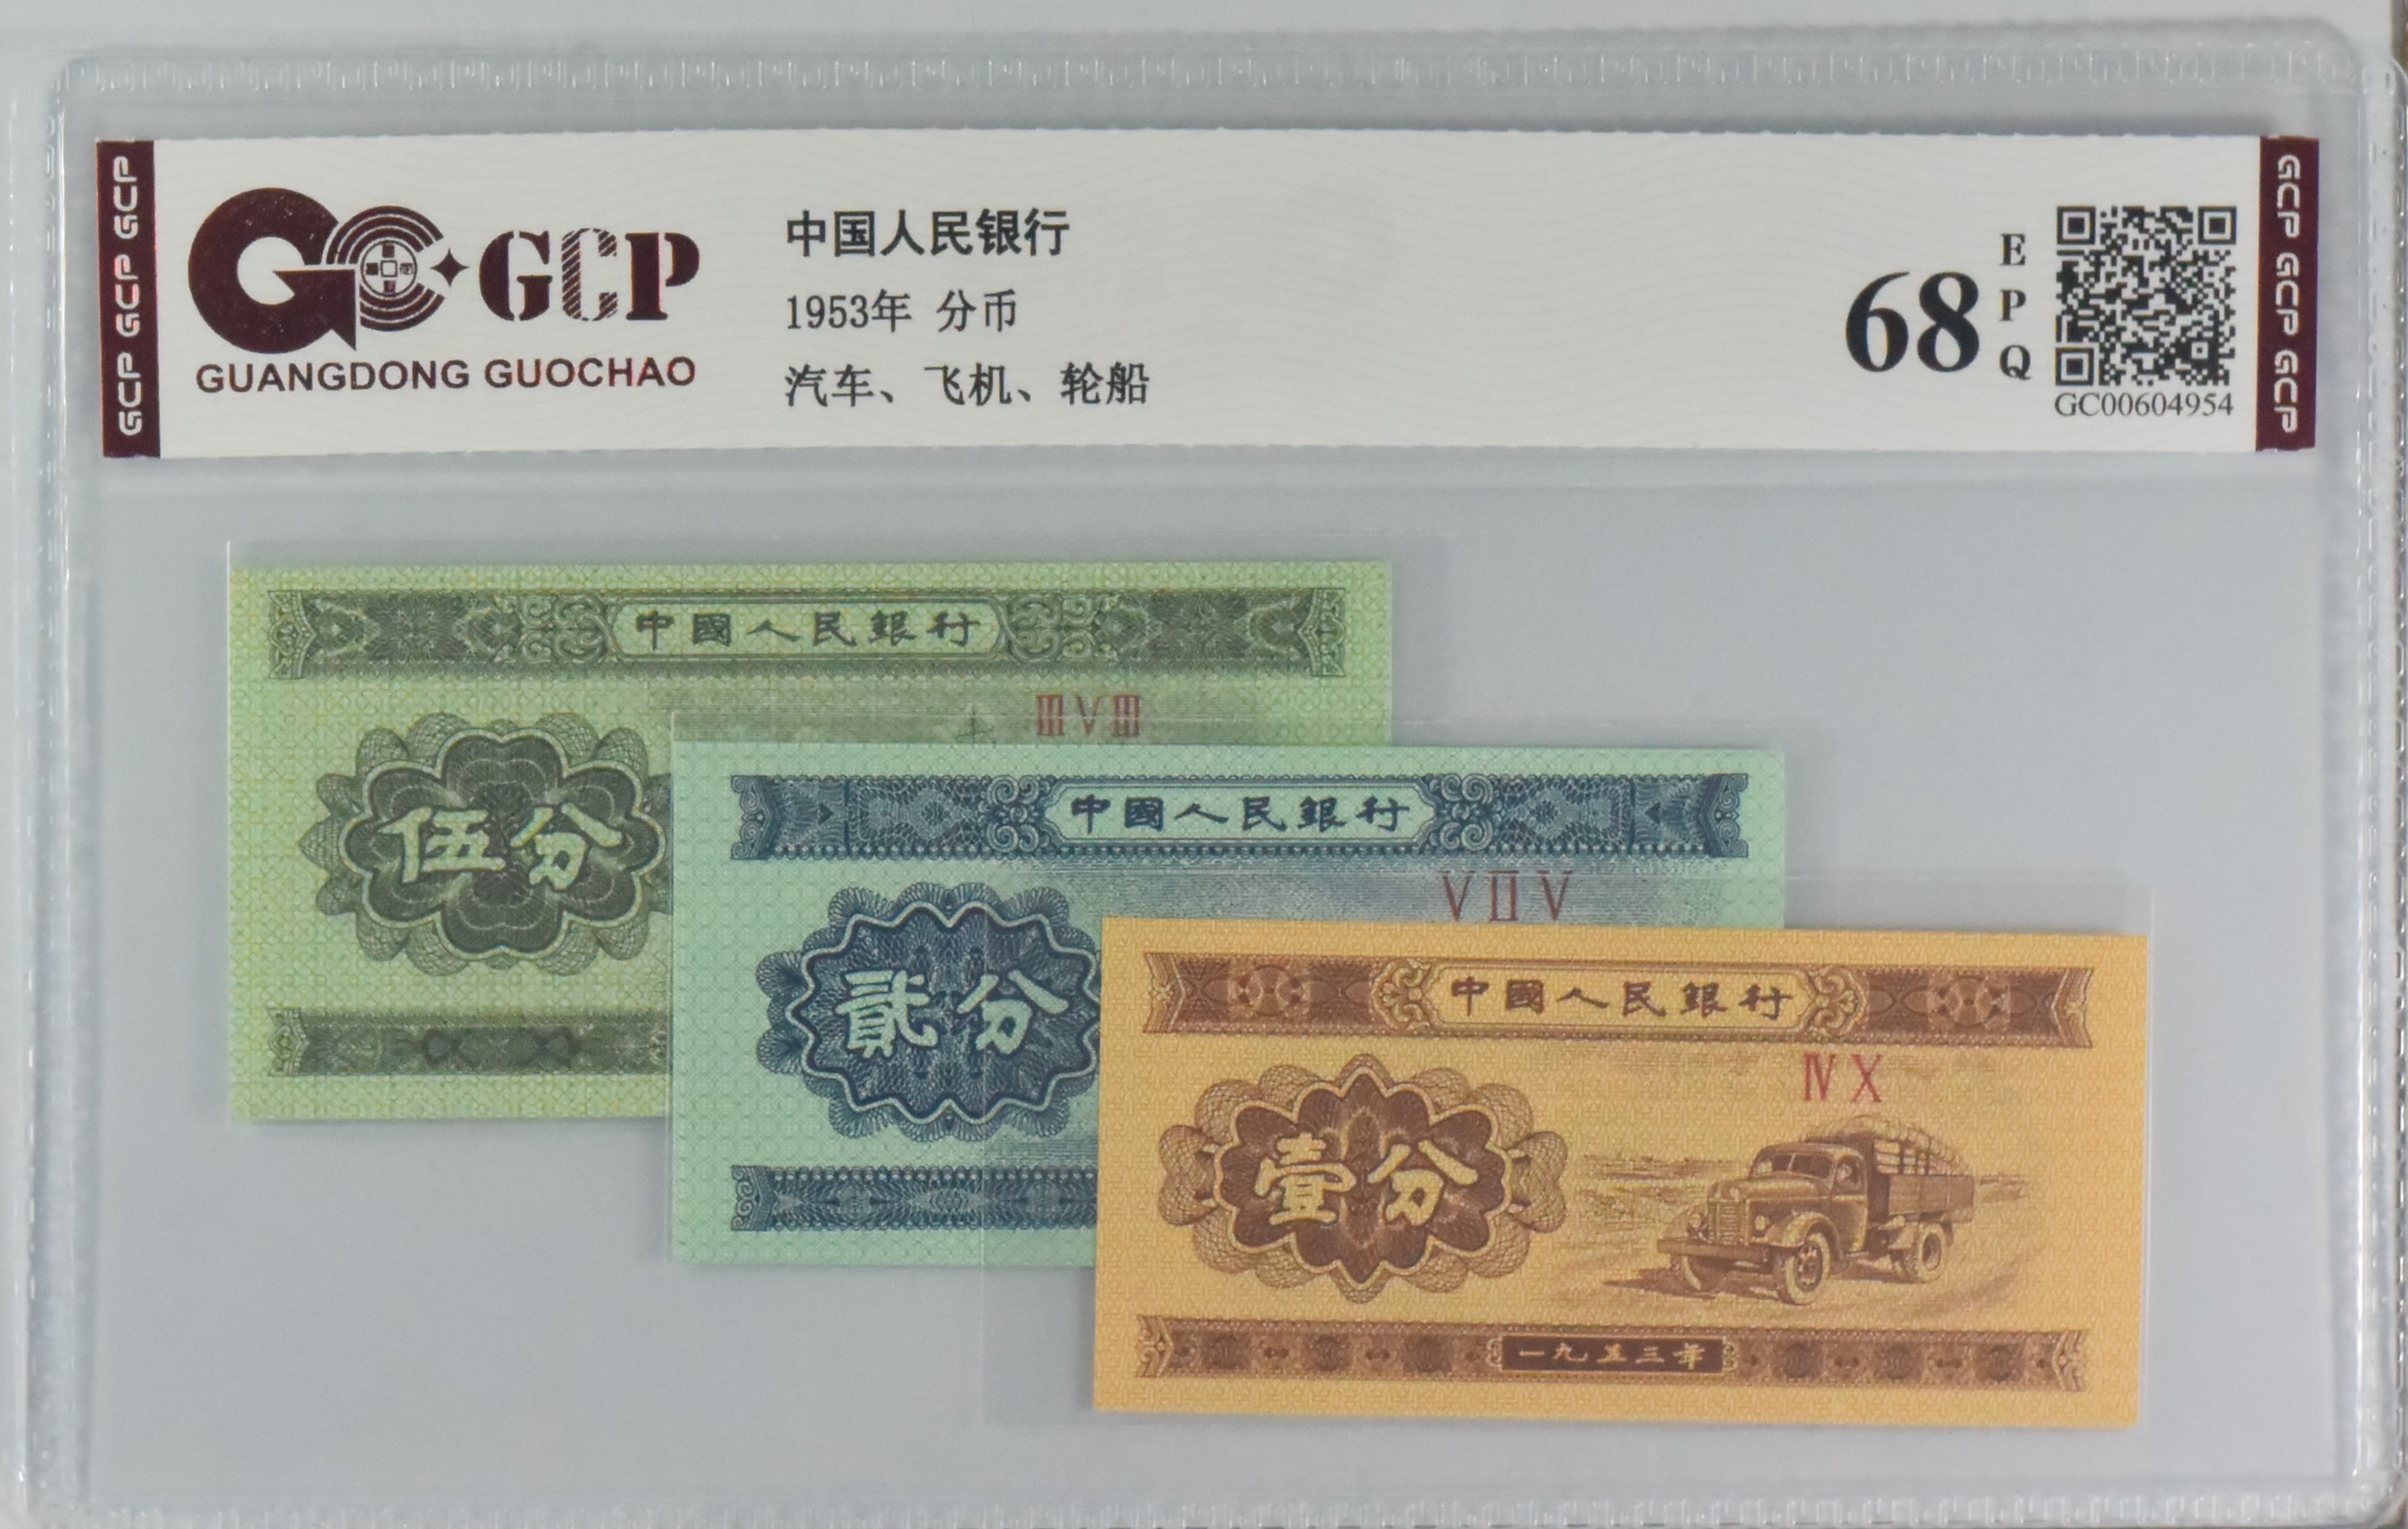 GCP GCP GCP
GCP
GUANGDONG GUOCHAO
中国人民银行
1953年 分币
汽车、飞机、轮船
68
E
P
Q
GC00604954
GCP GCP GCP
中國人民銀行
ⅢⅤⅢ
伍分
中國人民銀行
ⅤⅡⅤ
貳分
中國人民銀行
ⅣⅩ
壹分
一九五三年